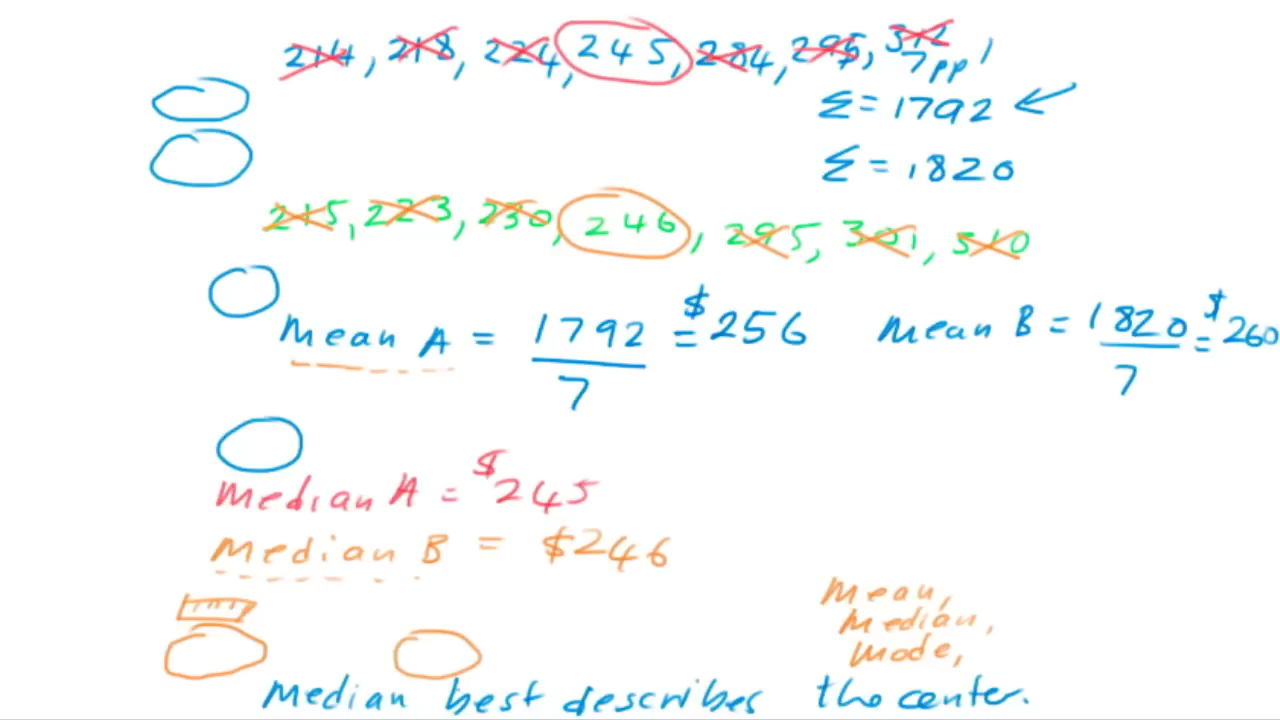 214, 218, 224, 245, 284, 295, 312
7pp
Σ = 1792
Σ = 1820
215, 223, 230, 246, 295, 301, 310
Mean A = 1792/7 = $256
Mean B = 1820/7 = $260
Median A = $245
Median B = $246
Mean,
Median,
Mode,
Median best describes the center.